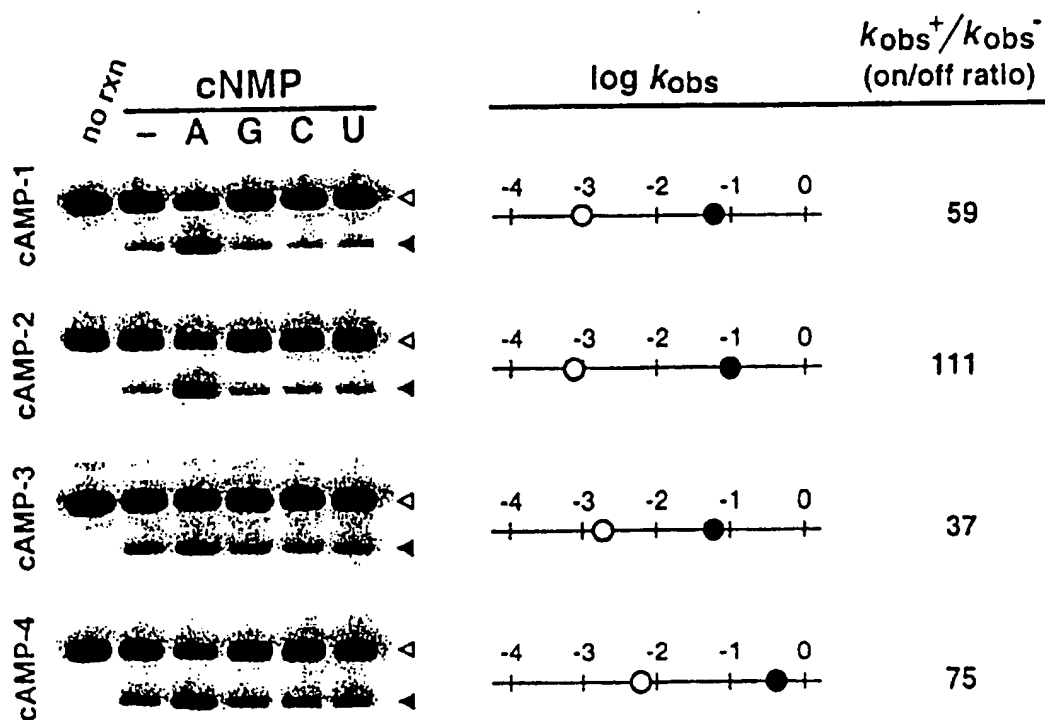 no rxn
cNMP
– A G C U
log kobs
kobs+/kobs-
(on/off ratio)
cAMP-1
-4 -3 -2 -1 0
59
cAMP-2
-4 -3 -2 -1 0
111
cAMP-3
-4 -3 -2 -1 0
37
cAMP-4
-4 -3 -2 -1 0
75